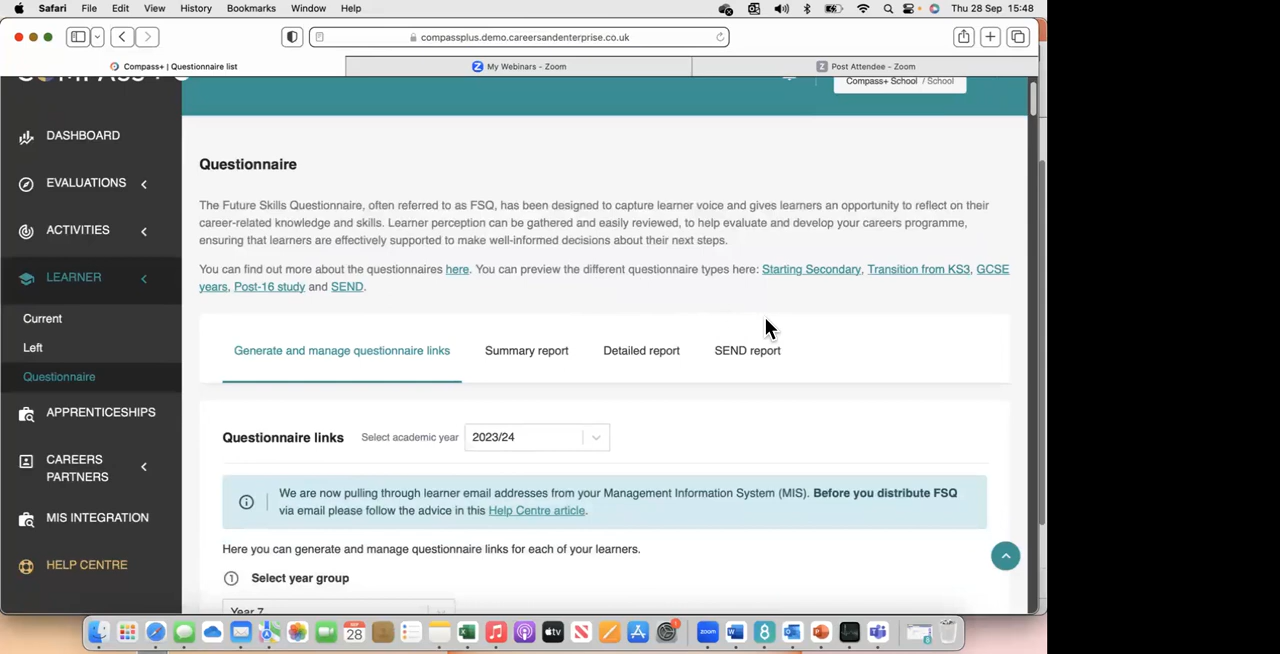 Safari File Edit View History Bookmarks Window Help Thu 28 Sep 15:48
compassplus.demo.careersandenterprise.co.uk
Compass+ | Questionnaire list My Webinars - Zoom Post Attendee - Zoom
Compass+ School / School
DASHBOARD
EVALUATIONS
ACTIVITIES
LEARNER
Current
Left
Questionnaire
APPRENTICESHIPS
CAREERS
PARTNERS
MIS INTEGRATION
HELP CENTRE
Questionnaire
The Future Skills Questionnaire, often referred to as FSQ, has been designed to capture learner voice and gives learners an opportunity to reflect on their
career-related knowledge and skills. Learner perception can be gathered and easily reviewed, to help evaluate and develop your careers programme,
ensuring that learners are effectively supported to make well-informed decisions about their next steps.
You can find out more about the questionnaires here. You can preview the different questionnaire types here: Starting Secondary, Transition from KS3, GCSE
years, Post-16 study and SEND.
Generate and manage questionnaire links Summary report Detailed report SEND report
Questionnaire links Select academic year 2023/24
We are now pulling through learner email addresses from your Management Information System (MIS). Before you distribute FSQ
via email please follow the advice in this Help Centre article.
Here you can generate and manage questionnaire links for each of your learners.
1 Select year group
Year 7
SEP
28
tv
zoom